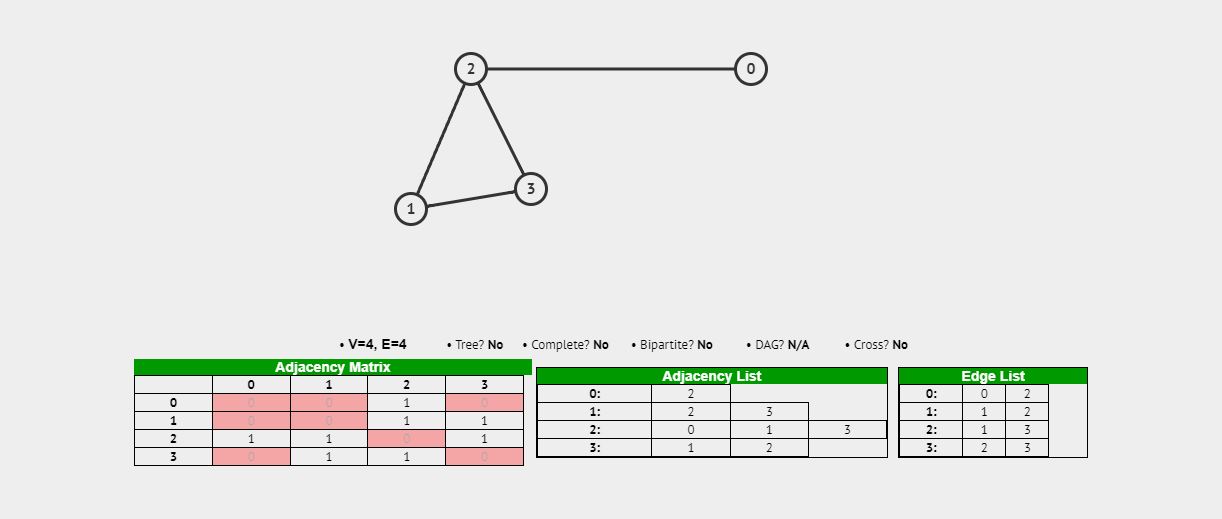 2 0
3
1
• V=4, E=4 • Tree? No • Complete? No • Bipartite? No • DAG? N/A • Cross? No
Adjacency Matrix
0 1 2 3
0 0 0 1 0
1 0 0 1 1
2 1 1 0 1
3 0 1 1 0
Adjacency List
0: 2
1: 2 3
2: 0 1 3
3: 1 2
Edge List
0: 0 2
1: 1 2
2: 1 3
3: 2 3